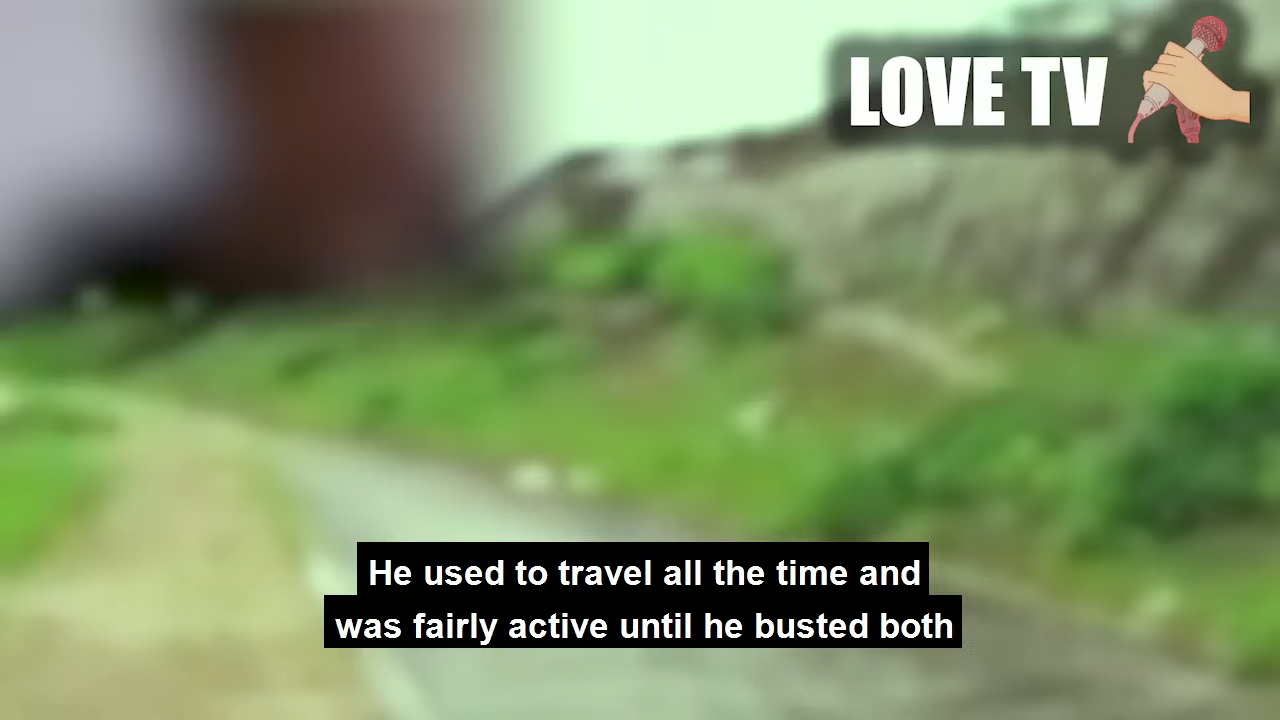 LOVE TV
He used to travel all the time and
was fairly active until he busted both